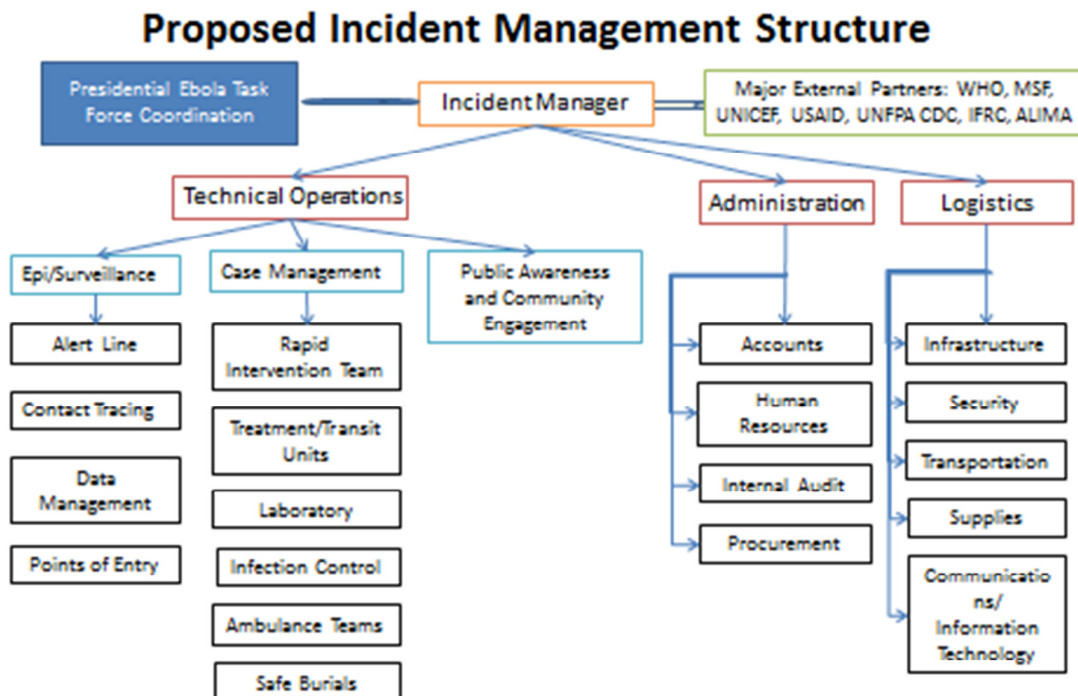 Proposed Incident Management Structure
Presidential Ebola Task
Force Coordination
Incident Manager
Major External Partners: WHO, MSF,
UNICEF, USAID, UNFPA CDC, IFRC, ALIMA
Technical Operations
Administration
Logistics
Epi/Surveillance
Case Management
Public Awareness
and Community
Engagement
Alert Line
Contact Tracing
Data
Management
Points of Entry
Rapid
Intervention Team
Treatment/Transit
Units
Laboratory
Infection Control
Ambulance Teams
Safe Burials
Accounts
Human
Resources
Internal Audit
Procurement
Infrastructure
Security
Transportation
Supplies
Communicatio
ns/
Information
Technology